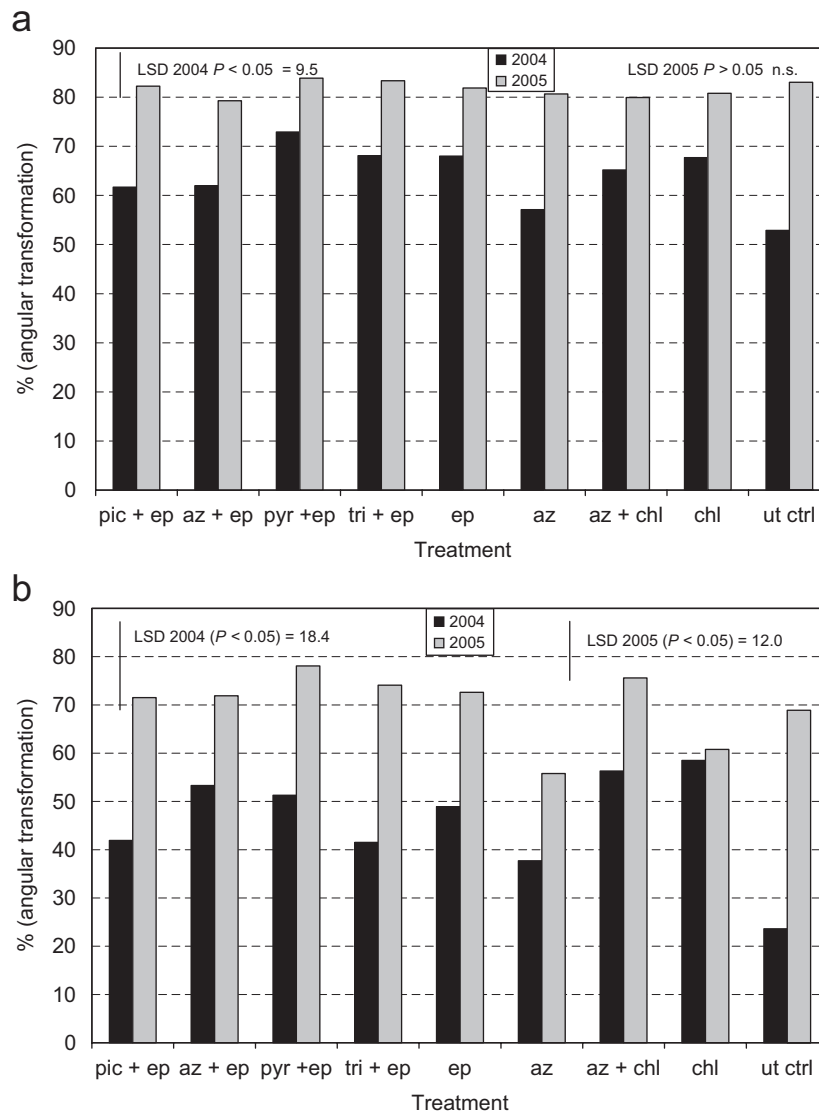 a
90
80
70
60
50
40
30
20
10
0
% (angular transformation)
LSD 2004 P < 0.05 = 9.5
2004
2005
LSD 2005 P > 0.05 n.s.
pic + ep az + ep pyr +ep tri + ep ep az az + chl chl ut ctrl
Treatment
b
90
80
70
60
50
40
30
20
10
0
% (angular transformation)
LSD 2004 (P < 0.05) = 18.4
2004
2005
LSD 2005 (P < 0.05) = 12.0
pic + ep az + ep pyr +ep tri + ep ep az az + chl chl ut ctrl
Treatment